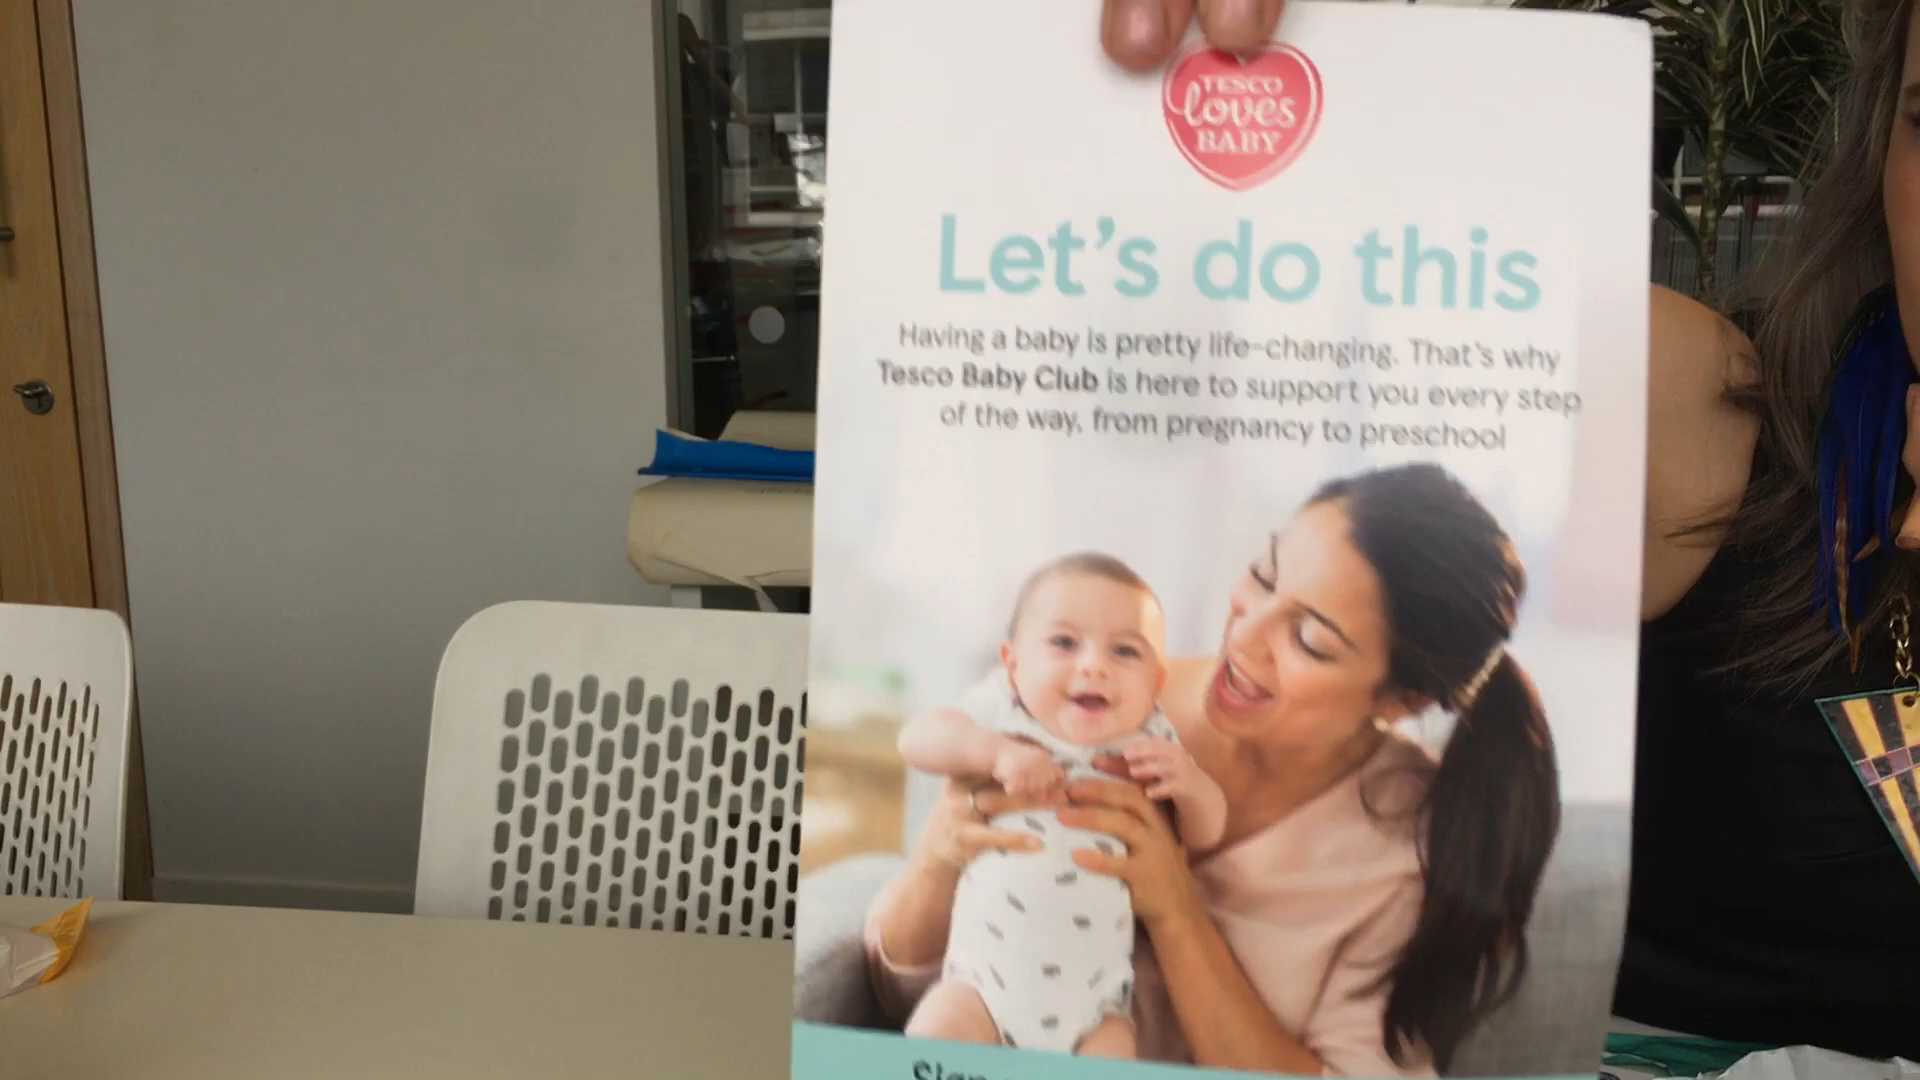 TESCO
loves
BABY
Let's do this
Having a baby is pretty life-changing. That's why
Tesco Baby Club is here to support you every step
of the way, from pregnancy to preschool